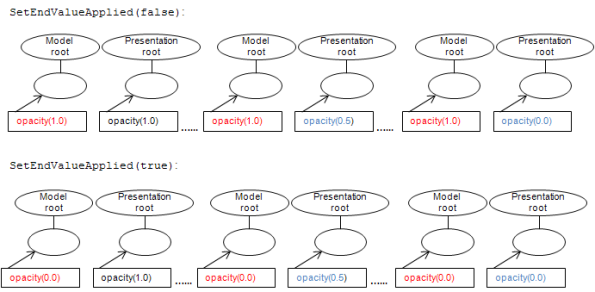 SetEndValueApplied(false):
Model Presentation Model Presentation Model Presentation
root root root root root root
opacity(1.0) opacity(1.0) ...... opacity(1.0) opacity(0.5) ...... opacity(1.0) opacity(0.0)
SetEndValueApplied(true):
Model Presentation Model Presentation Model Presentation
root root root root root root
opacity(0.0) opacity(1.0) ...... opacity(0.0) opacity(0.5) ...... opacity(0.0) opacity(0.0)